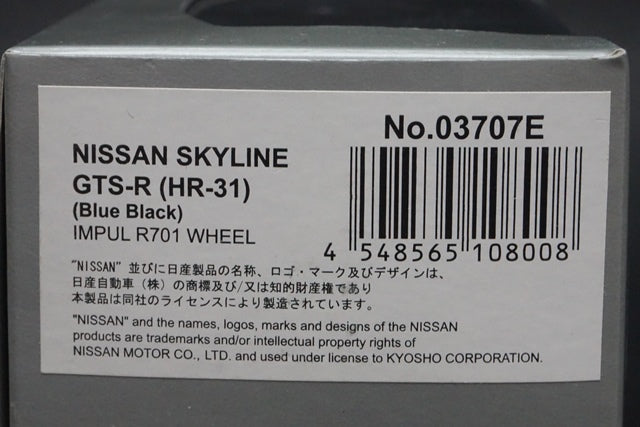 No.03707E
NISSAN SKYLINE
GTS-R (HR-31)
(Blue Black)
IMPUL R701 WHEEL
4 548565 108008
"NISSAN" 並びに日産製品の名称、ロゴ・マーク及びデザインは、
日産自動車（株）の商標及び/又は知的財産権であり
本製品は同社のライセンスにより製造されています。
"NISSAN" and the names, logos, marks and designs of the NISSAN
products are trademarks and/or intellectual property rights of
NISSAN MOTOR CO., LTD. and used under license to KYOSHO CORPORATION.